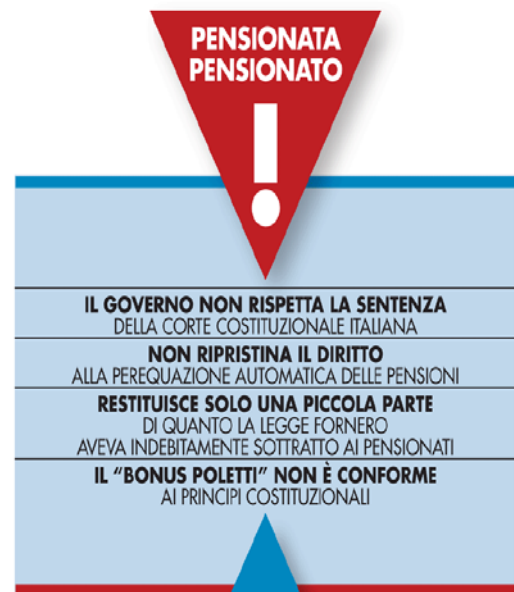 PENSIONATA
PENSIONATO
!
IL GOVERNO NON RISPETTA LA SENTENZA
DELLA CORTE COSTITUZIONALE ITALIANA
NON RIPRISTINA IL DIRITTO
ALLA PEREQUAZIONE AUTOMATICA DELLE PENSIONI
RESTITUISCE SOLO UNA PICCOLA PARTE
DI QUANTO LA LEGGE FORNERO
AVEVA INDEBITAMENTE SOTTRATTO AI PENSIONATI
IL “BONUS POLETTI” NON È CONFORME
AI PRINCIPI COSTITUZIONALI